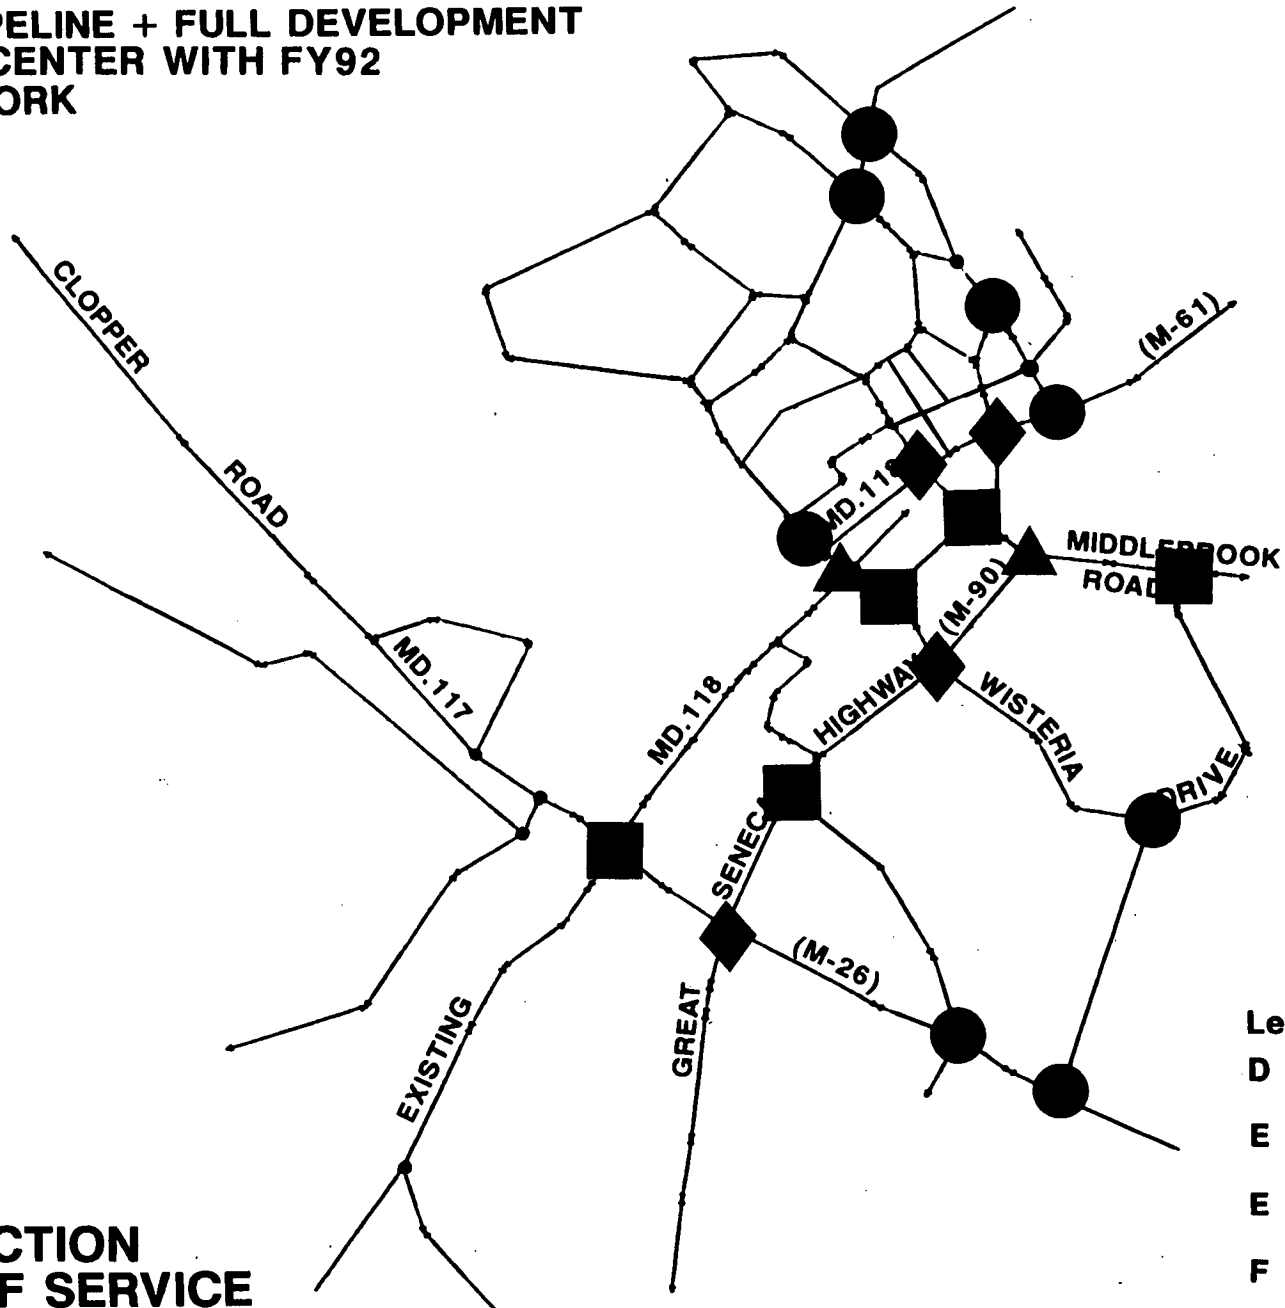 PELINE + FULL DEVELOPMENT
CENTER WITH FY92
ORK
CLOPPER
ROAD
MD.117
(M-61)
MD.118
MIDDLEBROOK
ROAD
(M-90)
MD.118
HIGHWAY
WISTERIA
DRIVE
SENECA
(M-26)
GREAT
EXISTING
Le
D
E
E
F
CTION
F SERVICE